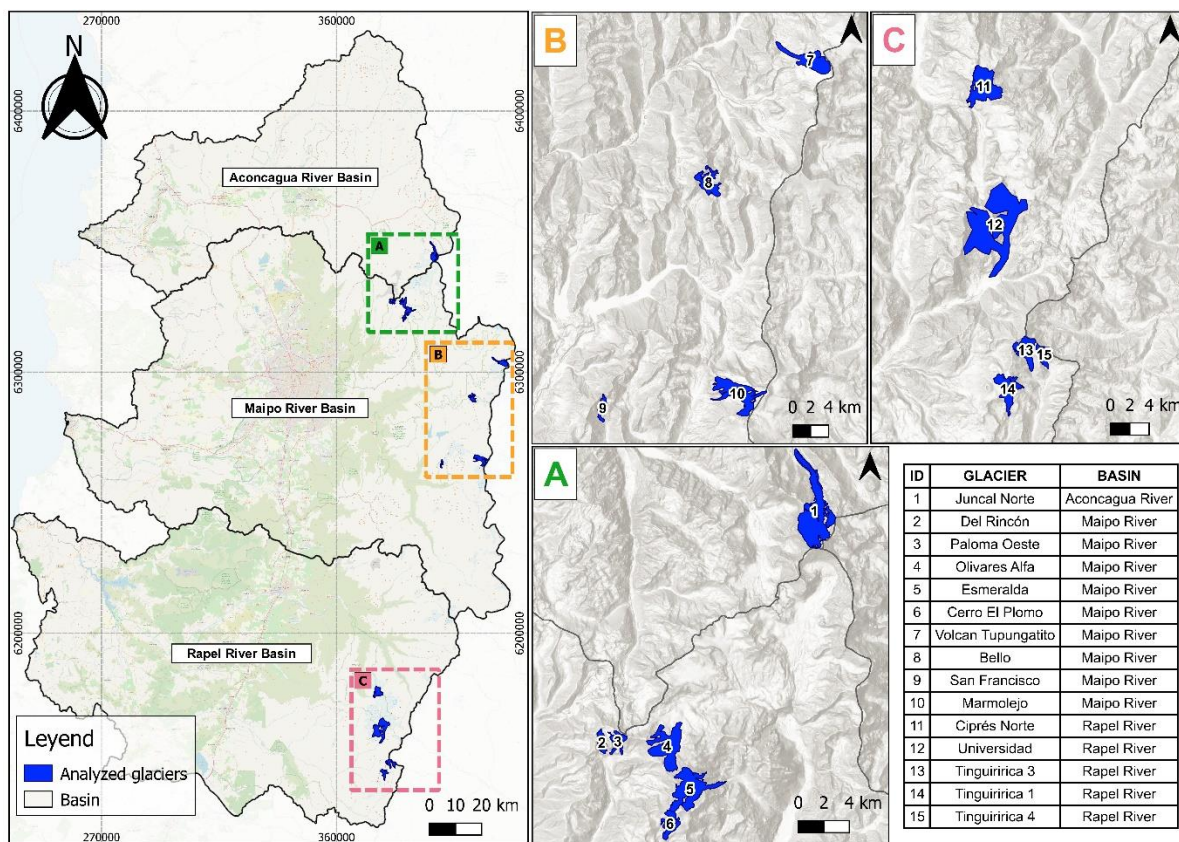 270000 360000
N
6400000 6400000
Aconcagua River Basin
A
B
6300000 6300000
Maipo River Basin
6200000 6200000
Rapel River Basin
C
Leyend
Analyzed glaciers
Basin
0 10 20 km
270000 360000
B
7
8
9
10
0 2 4 km
C
11
12
13 15
14
0 2 4 km
A
1
2 3
4
5
6
0 2 4 km
ID GLACIER BASIN
1 Juncal Norte Aconcagua River
2 Del Rincón Maipo River
3 Paloma Oeste Maipo River
4 Olivares Alfa Maipo River
5 Esmeralda Maipo River
6 Cerro El Plomo Maipo River
7 Volcan Tupungatito Maipo River
8 Bello Maipo River
9 San Francisco Maipo River
10 Marmolejo Maipo River
11 Ciprés Norte Rapel River
12 Universidad Rapel River
13 Tinguiririca 3 Rapel River
14 Tinguiririca 1 Rapel River
15 Tinguiririca 4 Rapel River